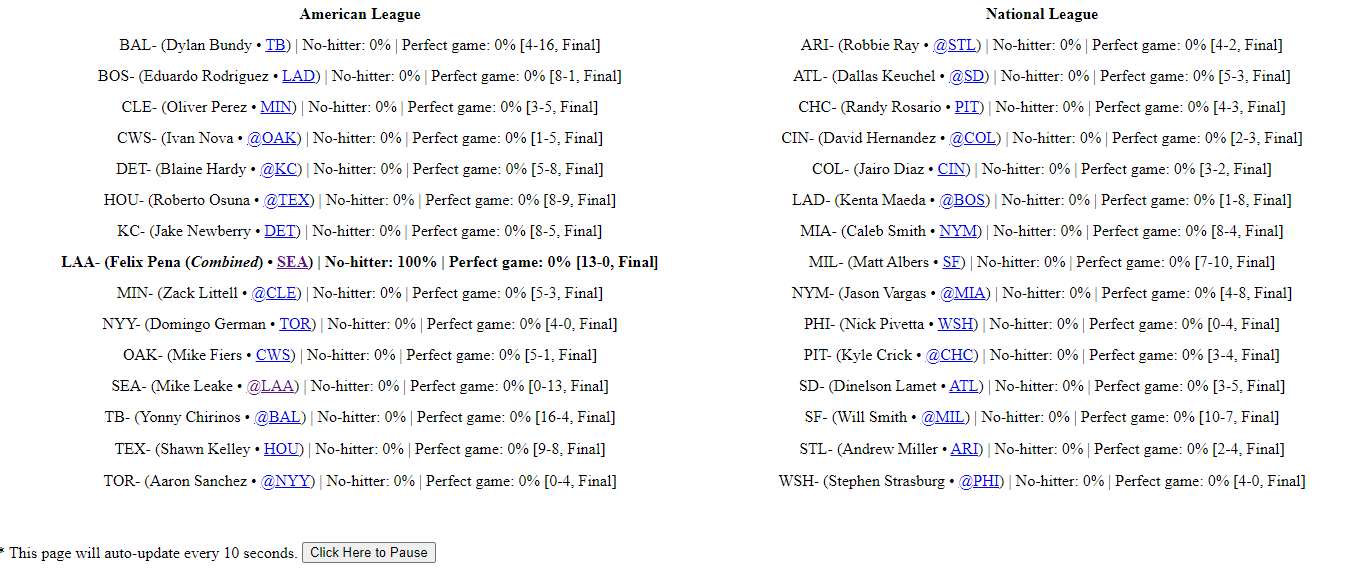 American League
BAL- (Dylan Bundy • TB) | No-hitter: 0% | Perfect game: 0% [4-16, Final]
BOS- (Eduardo Rodriguez • LAD) | No-hitter: 0% | Perfect game: 0% [8-1, Final]
CLE- (Oliver Perez • MIN) | No-hitter: 0% | Perfect game: 0% [3-5, Final]
CWS- (Ivan Nova • @OAK) | No-hitter: 0% | Perfect game: 0% [1-5, Final]
DET- (Blaine Hardy • @KC) | No-hitter: 0% | Perfect game: 0% [5-8, Final]
HOU- (Roberto Osuna • @TEX) | No-hitter: 0% | Perfect game: 0% [8-9, Final]
KC- (Jake Newberry • DET) | No-hitter: 0% | Perfect game: 0% [8-5, Final]
LAA- (Felix Pena (Combined) • SEA) | No-hitter: 100% | Perfect game: 0% [13-0, Final]
MIN- (Zack Littell • @CLE) | No-hitter: 0% | Perfect game: 0% [5-3, Final]
NYY- (Domingo German • TOR) | No-hitter: 0% | Perfect game: 0% [4-0, Final]
OAK- (Mike Fiers • CWS) | No-hitter: 0% | Perfect game: 0% [5-1, Final]
SEA- (Mike Leake • @LAA) | No-hitter: 0% | Perfect game: 0% [0-13, Final]
TB- (Yonny Chirinos • @BAL) | No-hitter: 0% | Perfect game: 0% [16-4, Final]
TEX- (Shawn Kelley • HOU) | No-hitter: 0% | Perfect game: 0% [9-8, Final]
TOR- (Aaron Sanchez • @NYY) | No-hitter: 0% | Perfect game: 0% [0-4, Final]
National League
ARI- (Robbie Ray • @STL) | No-hitter: 0% | Perfect game: 0% [4-2, Final]
ATL- (Dallas Keuchel • @SD) | No-hitter: 0% | Perfect game: 0% [5-3, Final]
CHC- (Randy Rosario • PIT) | No-hitter: 0% | Perfect game: 0% [4-3, Final]
CIN- (David Hernandez • @COL) | No-hitter: 0% | Perfect game: 0% [2-3, Final]
COL- (Jairo Diaz • CIN) | No-hitter: 0% | Perfect game: 0% [3-2, Final]
LAD- (Kenta Maeda • @BOS) | No-hitter: 0% | Perfect game: 0% [1-8, Final]
MIA- (Caleb Smith • NYM) | No-hitter: 0% | Perfect game: 0% [8-4, Final]
MIL- (Matt Albers • SF) | No-hitter: 0% | Perfect game: 0% [7-10, Final]
NYM- (Jason Vargas • @MIA) | No-hitter: 0% | Perfect game: 0% [4-8, Final]
PHI- (Nick Pivetta • WSH) | No-hitter: 0% | Perfect game: 0% [0-4, Final]
PIT- (Kyle Crick • @CHC) | No-hitter: 0% | Perfect game: 0% [3-4, Final]
SD- (Dinelson Lamet • ATL) | No-hitter: 0% | Perfect game: 0% [3-5, Final]
SF- (Will Smith • @MIL) | No-hitter: 0% | Perfect game: 0% [10-7, Final]
STL- (Andrew Miller • ARI) | No-hitter: 0% | Perfect game: 0% [2-4, Final]
WSH- (Stephen Strasburg • @PHI) | No-hitter: 0% | Perfect game: 0% [4-0, Final]
* This page will auto-update every 10 seconds. Click Here to Pause